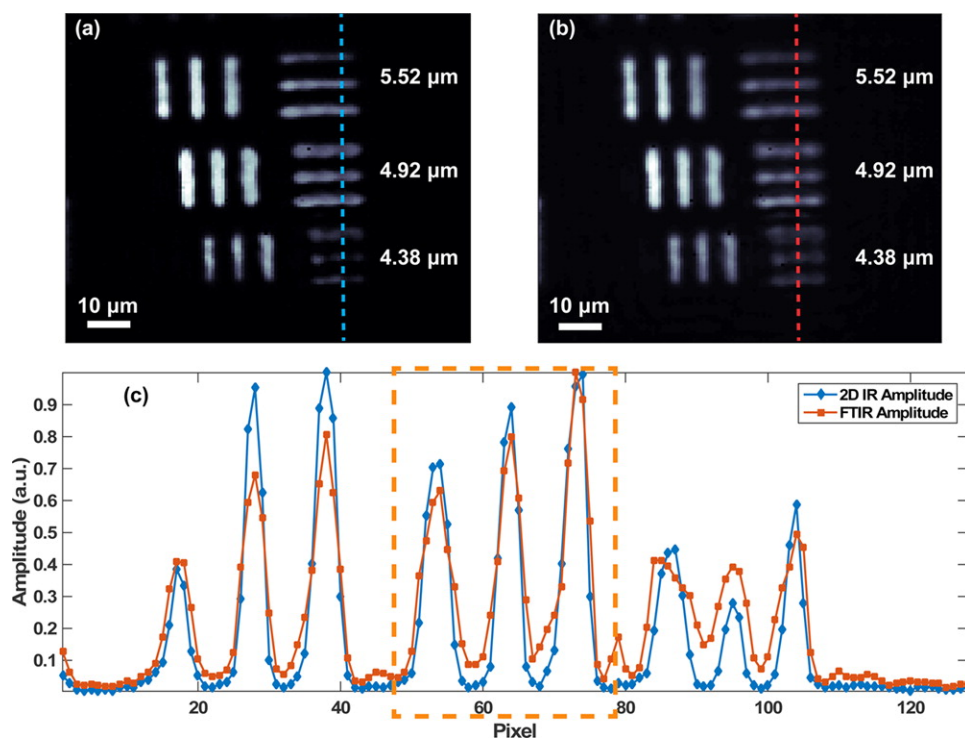 (a)
5.52 µm
4.92 µm
4.38 µm
10 µm
(b)
5.52 µm
4.92 µm
4.38 µm
10 µm
(c)
2D IR Amplitude
FTIR Amplitude
Amplitude (a.u.)
0.9
0.8
0.7
0.6
0.5
0.4
0.3
0.2
0.1
20
40
60
80
100
120
Pixel